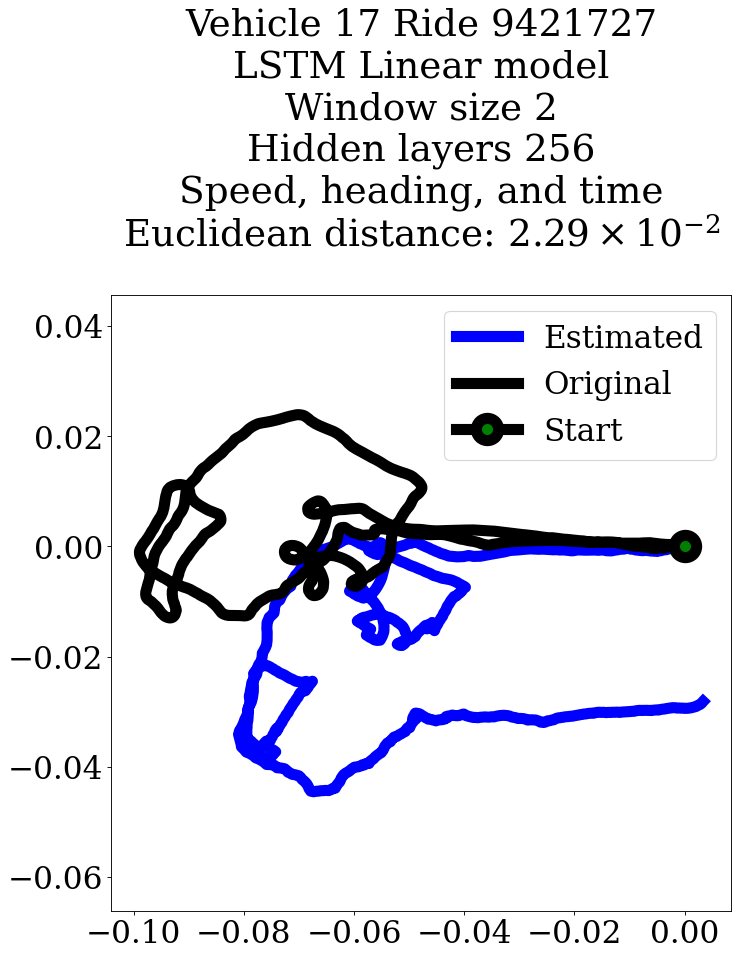 Vehicle 17 Ride 9421727
LSTM Linear model
Window size 2
Hidden layers 256
Speed, heading, and time
Euclidean distance: 2.29 × 10⁻²
Estimated
Original
Start
0.04
0.02
0.00
−0.02
−0.04
−0.06
−0.10 −0.08 −0.06 −0.04 −0.02 0.00